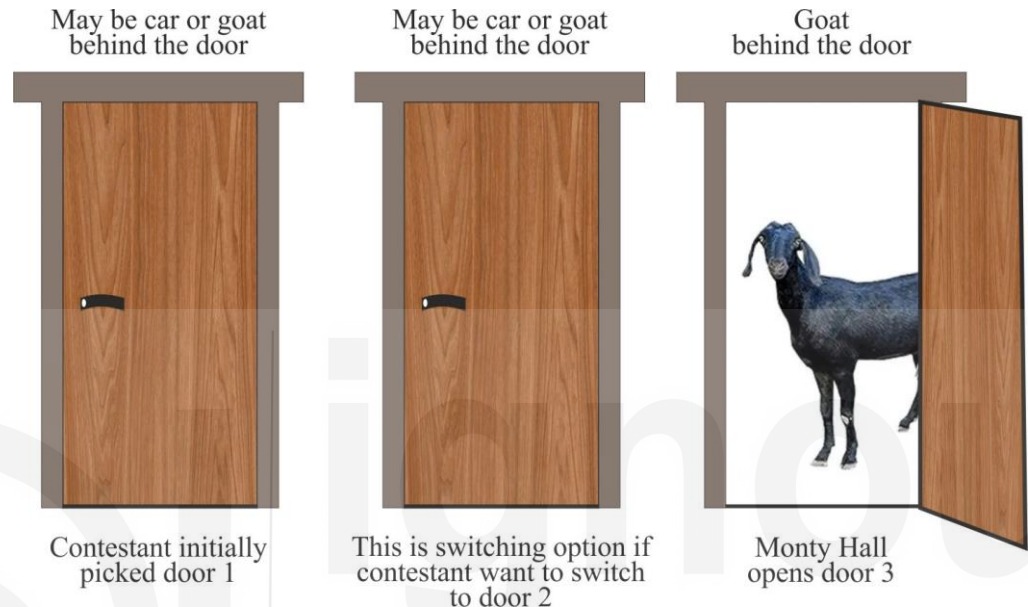 May be car or goat
behind the door
May be car or goat
behind the door
Goat
behind the door
Contestant initially
picked door 1
This is switching option if
contestant want to switch
to door 2
Monty Hall
opens door 3
ignou